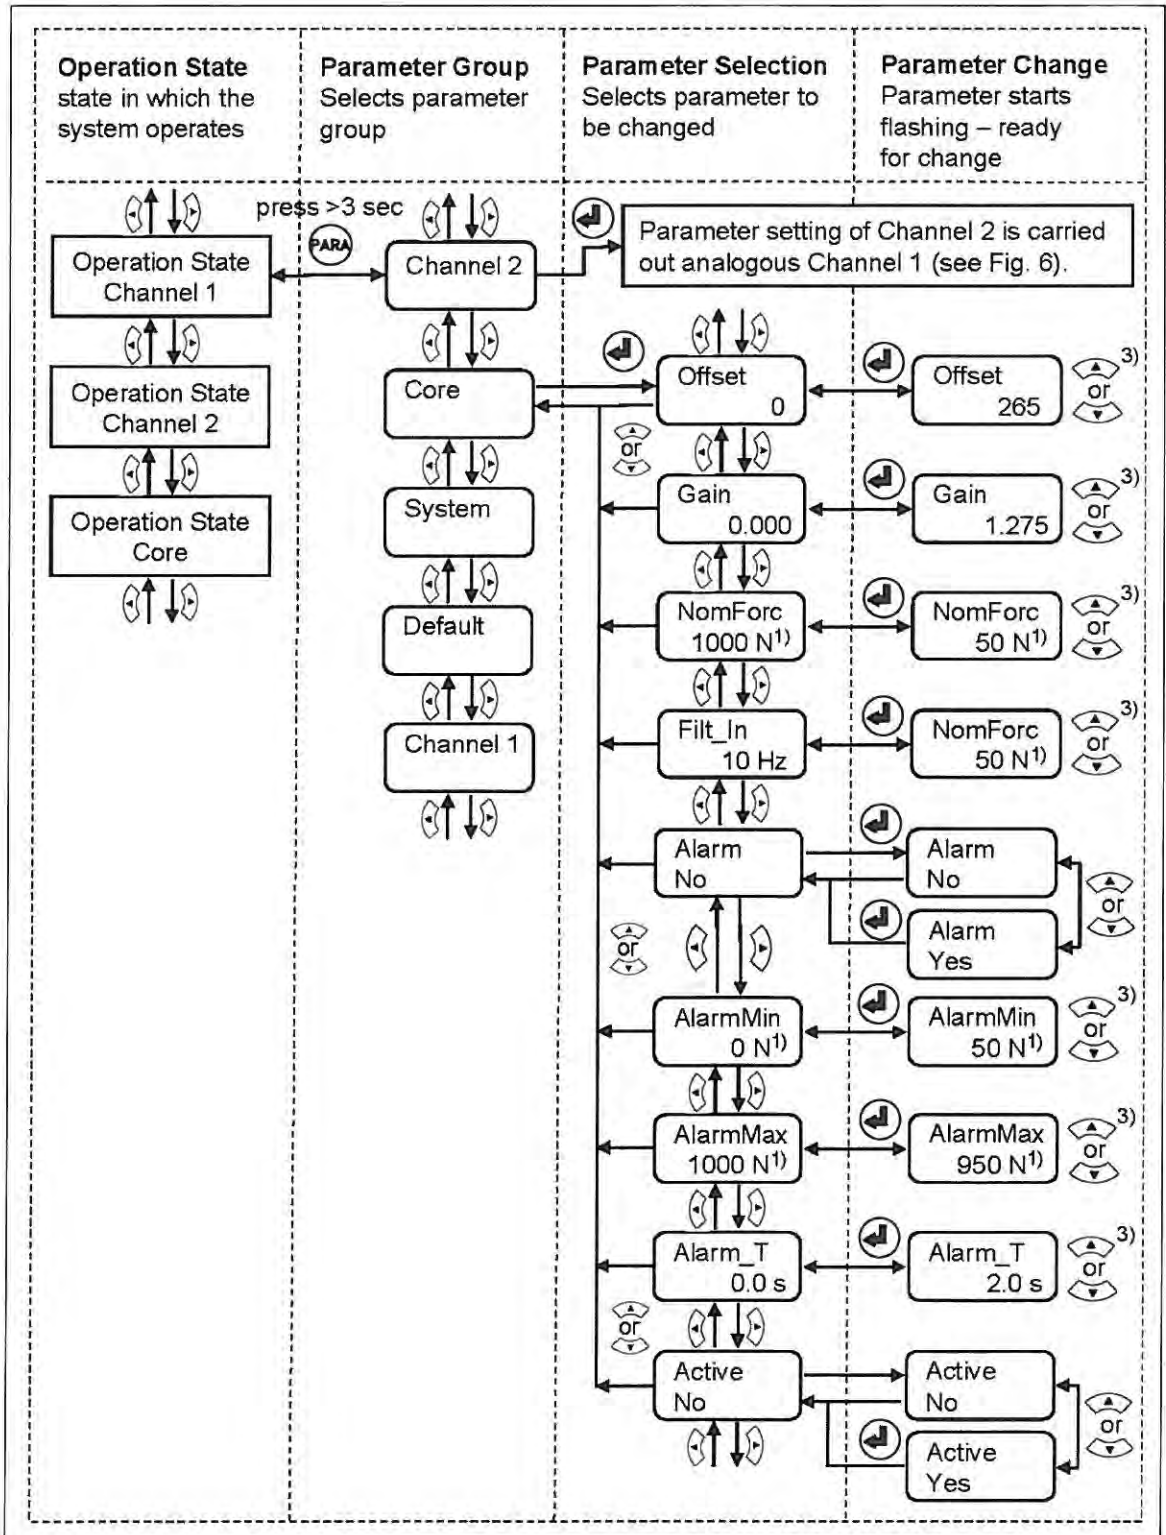 Operation State
state in which the
system operates
Parameter Group
Selects parameter
group
Parameter Selection
Selects parameter to
be changed
Parameter Change
Parameter starts
flashing – ready
for change
press >3 sec
PARA
Operation State
Channel 1
Operation State
Channel 2
Operation State
Core
Channel 2
Core
System
Default
Channel 1
Parameter setting of Channel 2 is carried
out analogous Channel 1 (see Fig. 6).
Offset
0
Offset
265
or 3)
or
Gain
0.000
Gain
1.275
or 3)
NomForc
1000 N1)
NomForc
50 N1)
or 3)
Filt_In
10 Hz
NomForc
50 N1)
or 3)
Alarm
No
Alarm
No
Alarm
Yes
or
or
AlarmMin
0 N1)
AlarmMin
50 N1)
or 3)
AlarmMax
1000 N1)
AlarmMax
950 N1)
or 3)
Alarm_T
0.0 s
Alarm_T
2.0 s
or 3)
or
Active
No
Active
No
Active
Yes
or